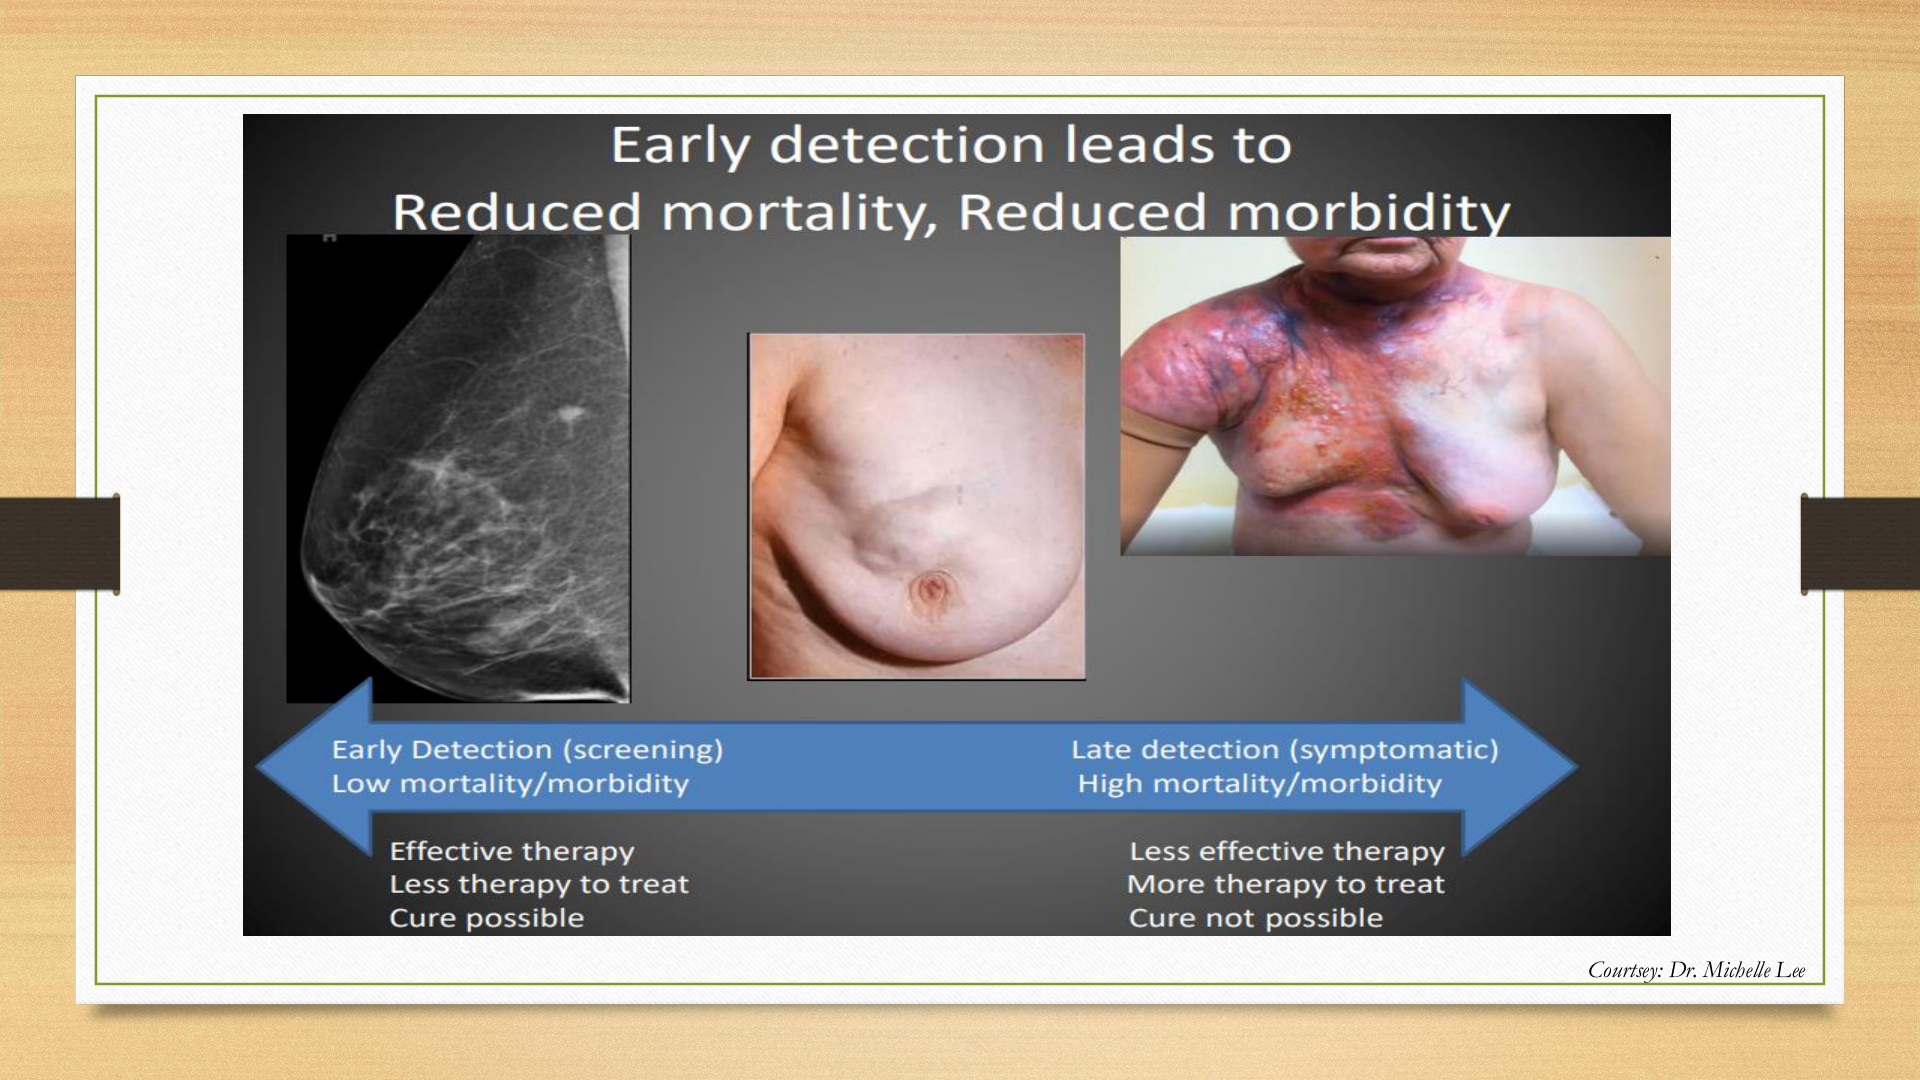 Early detection leads to
Reduced mortality, Reduced morbidity
Early Detection (screening)
Low mortality/morbidity
Late detection (symptomatic)
High mortality/morbidity
Effective therapy
Less therapy to treat
Cure possible
Less effective therapy
More therapy to treat
Cure not possible
Courtsey: Dr. Michelle Lee